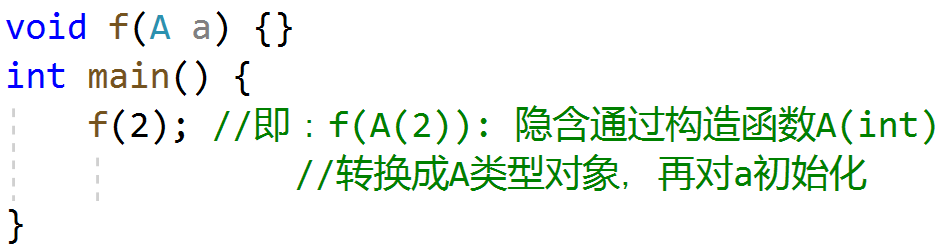 void f(A a) {}
int main() {
    f(2); //即：f(A(2)): 隐含通过构造函数A(int)
          //转换成A类型对象，再对a初始化
}